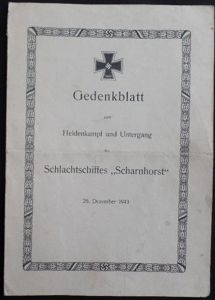 Gedenkblatt
zum
Heldenkampf und Untergang
des
Schlachtschiffes „Scharnhorst"
26. Dezember 1943